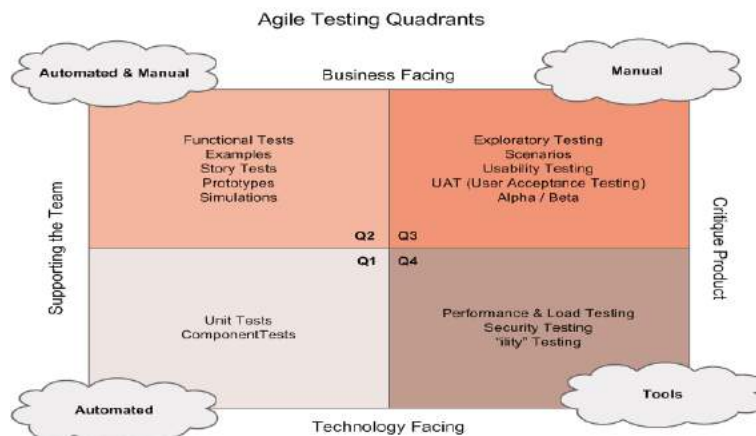 Agile Testing Quadrants
Automated & Manual
Business Facing
Manual
Functional Tests
Examples
Story Tests
Prototypes
Simulations
Exploratory Testing
Scenarios
Usability Testing
UAT (User Acceptance Testing)
Alpha / Beta
Supporting the Team
Critique Product
Q2
Q3
Q1
Q4
Unit Tests
ComponentTests
Performance & Load Testing
Security Testing
"ility" Testing
Automated
Technology Facing
Tools